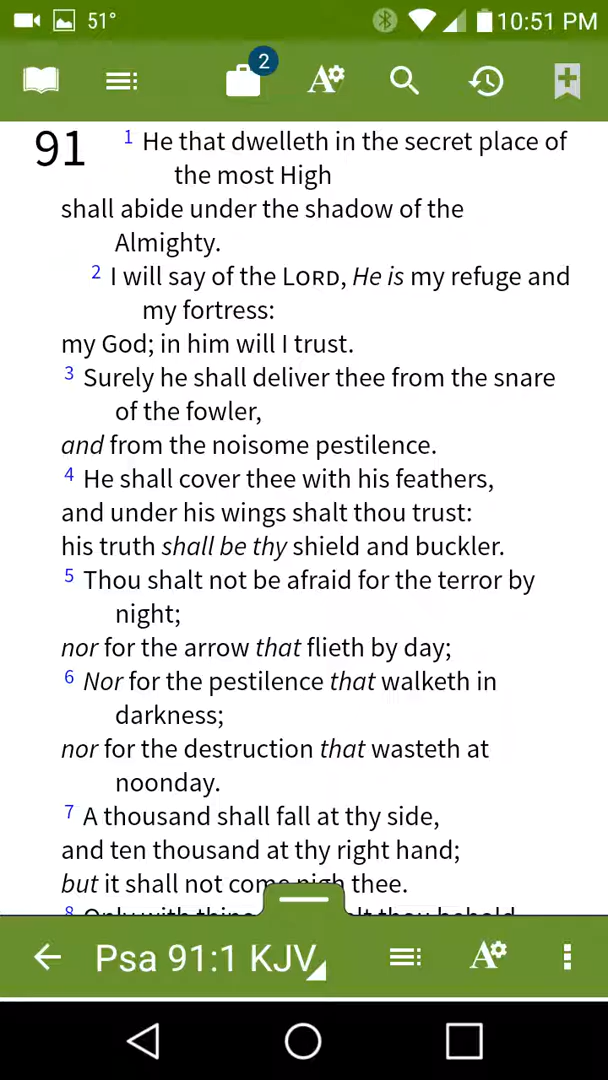 51° 10:51 PM
2
91 1 He that dwelleth in the secret place of
the most High
shall abide under the shadow of the
Almighty.
2 I will say of the LORD, He is my refuge and
my fortress:
my God; in him will I trust.
3 Surely he shall deliver thee from the snare
of the fowler,
and from the noisome pestilence.
4 He shall cover thee with his feathers,
and under his wings shalt thou trust:
his truth shall be thy shield and buckler.
5 Thou shalt not be afraid for the terror by
night;
nor for the arrow that flieth by day;
6 Nor for the pestilence that walketh in
darkness;
nor for the destruction that wasteth at
noonday.
7 A thousand shall fall at thy side,
and ten thousand at thy right hand;
but it shall not come nigh thee.
8 Only with thine thou behold
Psa 91:1 KJV